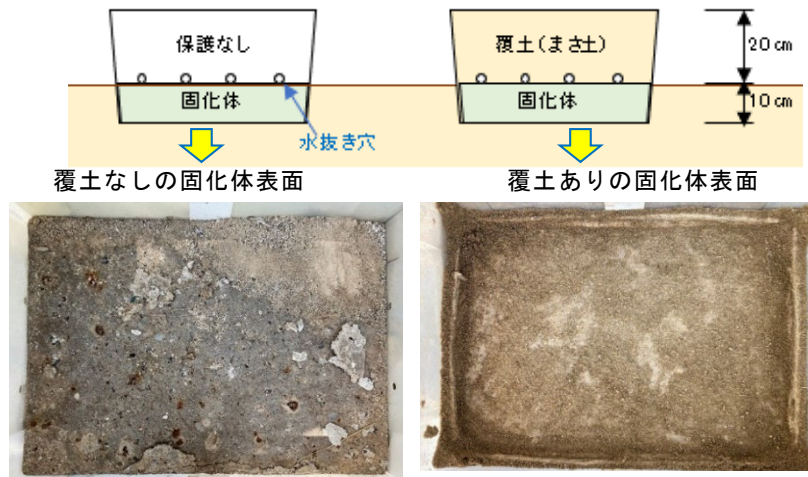 保護なし
覆土(まさ土)
20cm
固化体
固化体
10cm
水抜き穴
覆土なしの固化体表面
覆土ありの固化体表面